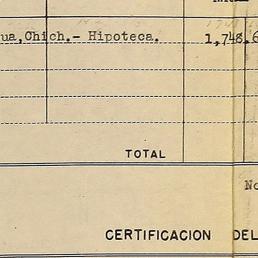 ua,Chich.- Hipoteca. 1,748.6
TOTAL
No
CERTIFICACION DEL